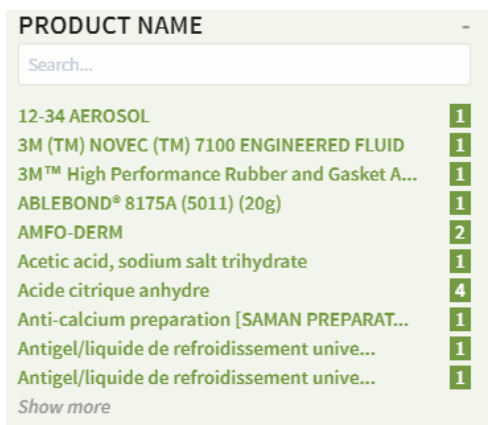 PRODUCT NAME -
Search...
12-34 AEROSOL 1
3M (TM) NOVEC (TM) 7100 ENGINEERED FLUID 1
3M™ High Performance Rubber and Gasket A... 1
ABLEBOND® 8175A (5011) (20g) 1
AMFO-DERM 2
Acetic acid, sodium salt trihydrate 1
Acide citrique anhydre 4
Anti-calcium preparation [SAMAN PREPARAT... 1
Antigel/liquide de refroidissement unive... 1
Antigel/liquide de refroidissement unive... 1
Show more